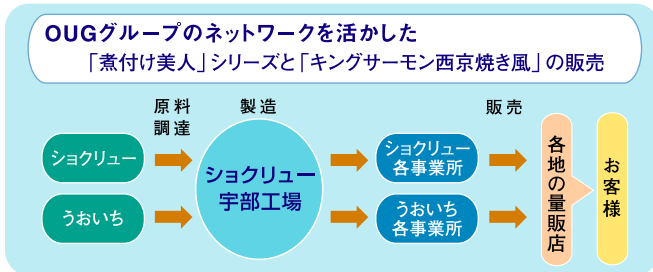 OUGグループのネットワークを活かした
「煮付け美人」シリーズと「キングサーモン西京焼き風」の販売
原料
調達
製造
販売
ショクリュー
うおいち
ショクリュー
宇部工場
ショクリュー
各事業所
うおいち
各事業所
各地の量販店
お客様